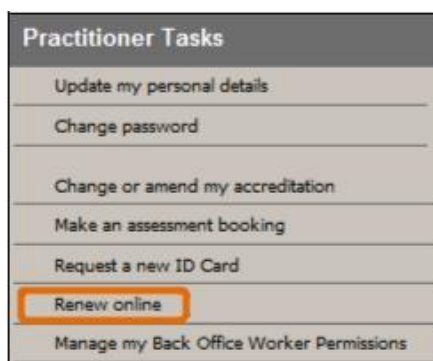 Practitioner Tasks
Update my personal details
Change password
Change or amend my accreditation
Make an assessment booking
Request a new ID Card
Renew online
Manage my Back Office Worker Permissions